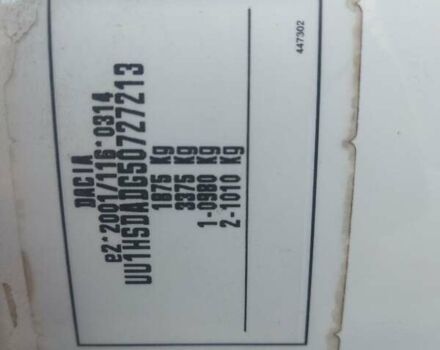 DACIA
e2*2001/116*0314
UU1HSDADG50727213
1875 Kg
3375 Kg
1-0980 Kg
2-1010 Kg
447302